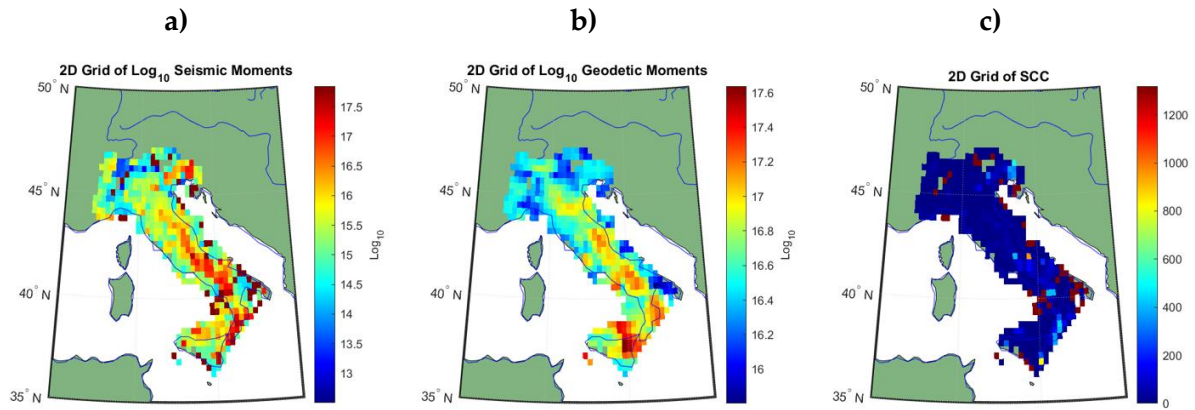 a)
b)
c)
2D Grid of Log10 Seismic Moments
50° N
45° N
40° N
35° N
17.5
17
16.5
16
15.5
15
14.5
14
13.5
13
Log10
2D Grid of Log10 Geodetic Moments
50° N
45° N
40° N
35° N
17.6
17.4
17.2
17
16.8
16.6
16.4
16.2
16
Log10
2D Grid of SCC
50° N
45° N
40° N
35° N
1200
1000
800
600
400
200
0